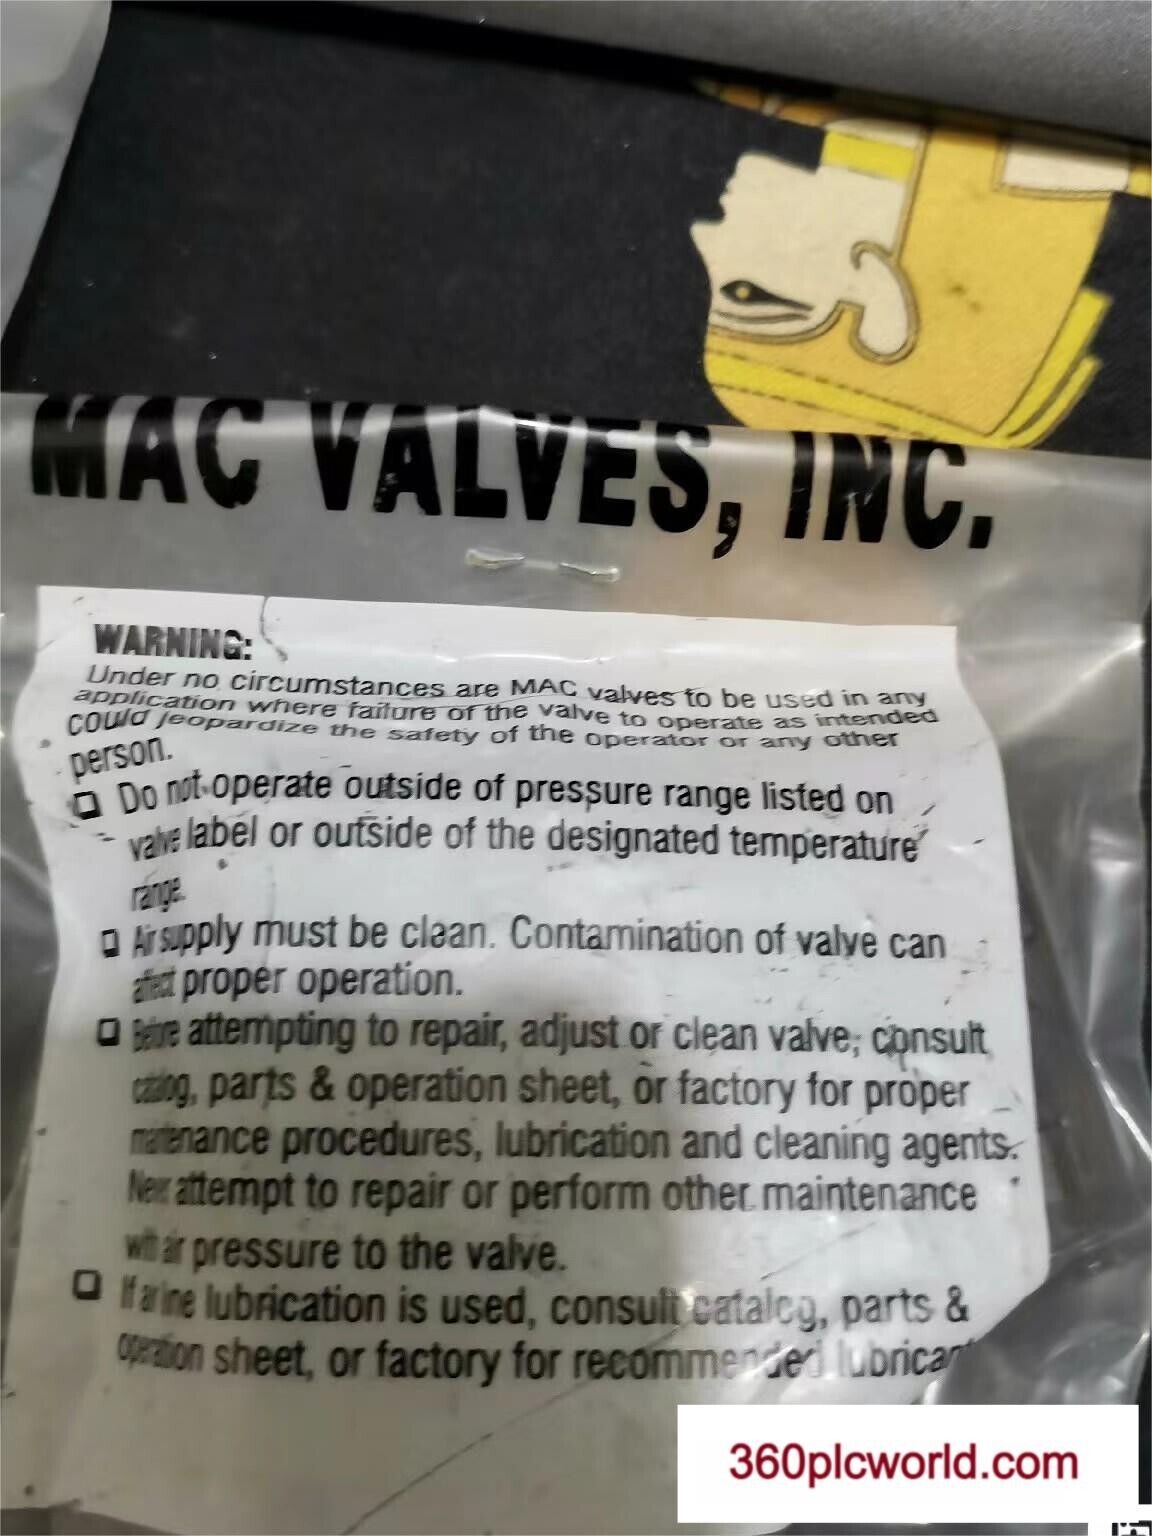 MAC VALVES, INC.
WARNING:
Under no circumstances are MAC valves to be used in any
application where failure of the valve to operate as intended
could jeopardize the safety of the operator or any other
person.
❑ Do not operate outside of pressure range listed on
valve label or outside of the designated temperature
range.
❑ Air supply must be clean. Contamination of valve can
affect proper operation.
❑ Before attempting to repair, adjust or clean valve, consult
catalog, parts & operation sheet, or factory for proper
maintenance procedures, lubrication and cleaning agents.
Never attempt to repair or perform other maintenance
with air pressure to the valve.
❑ If air line lubrication is used, consult catalog, parts &
operation sheet, or factory for recommended lubrican
360plcworld.com